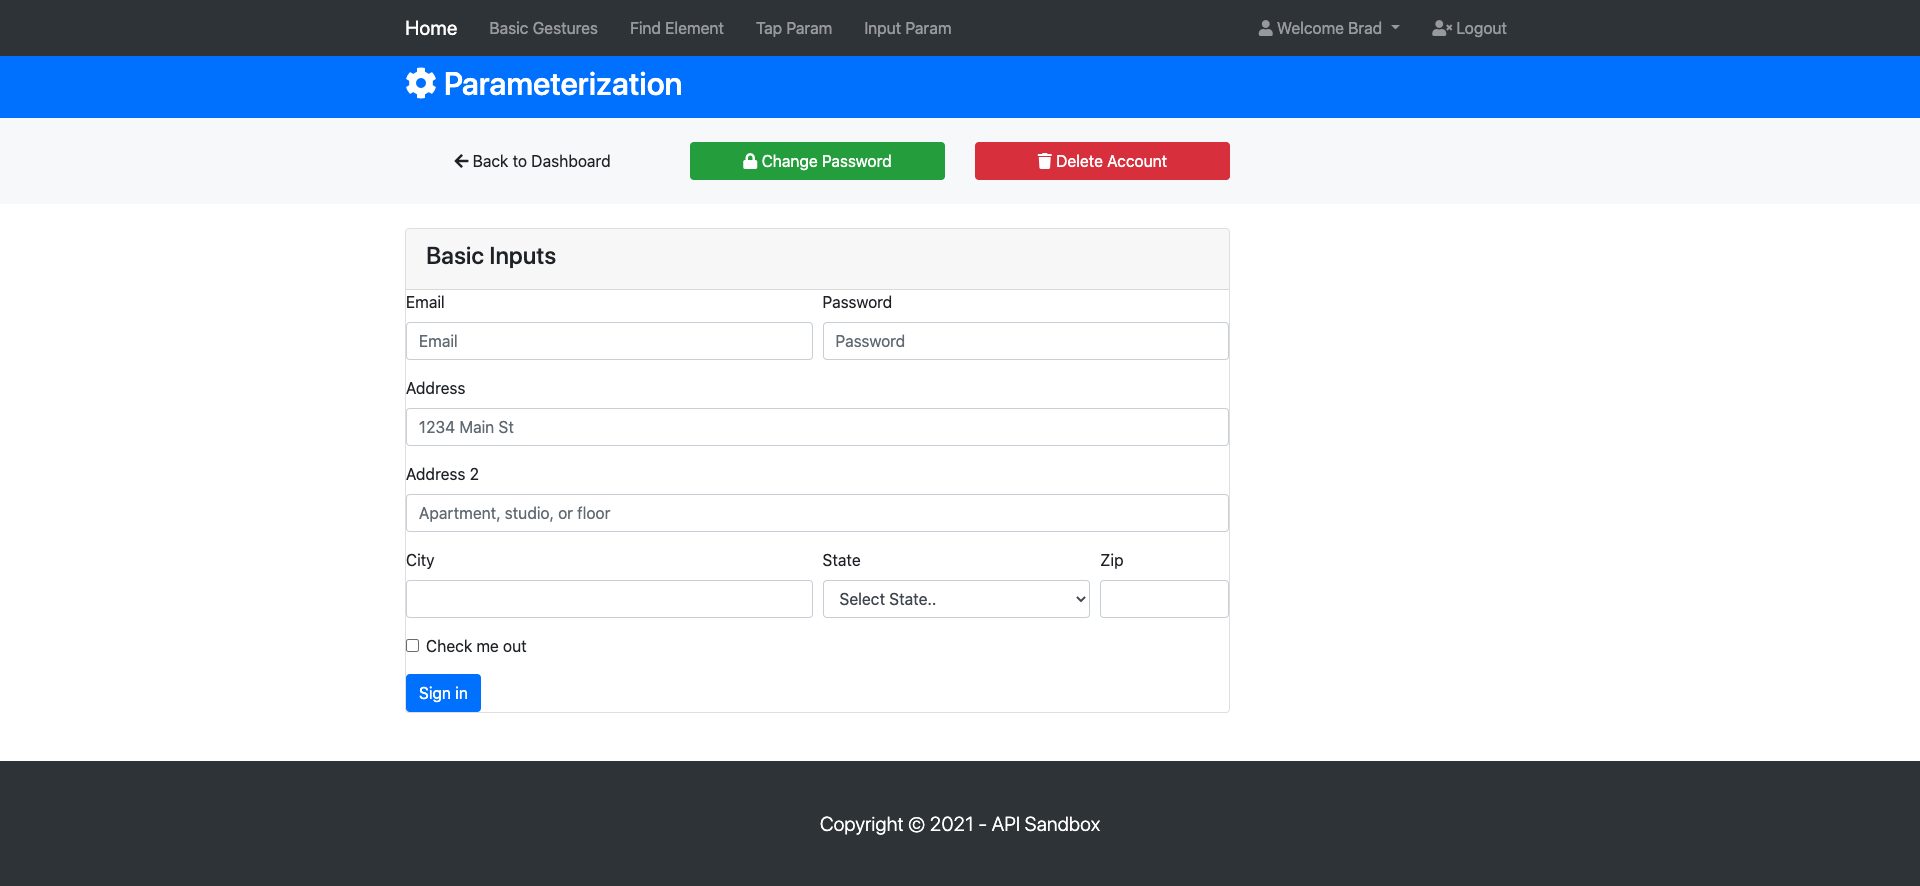 Home Basic Gestures Find Element Tap Param Input Param Welcome Brad Logout
Parameterization
Back to Dashboard Change Password Delete Account
Basic Inputs
Email Password
Email Password
Address
1234 Main St
Address 2
Apartment, studio, or floor
City State Zip
Select State..
Check me out
Sign in
Copyright © 2021 - API Sandbox